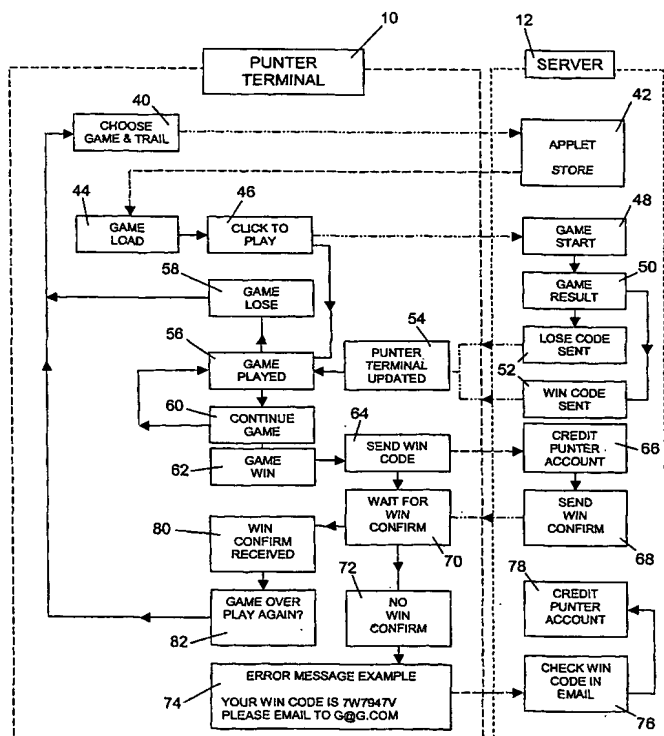 10
12
PUNTER
TERMINAL
SERVER
40
42
CHOOSE
GAME & TRAIL
APPLET
STORE
44
46
48
GAME
LOAD
CLICK TO
PLAY
GAME
START
58
50
GAME
LOSE
GAME
RESULT
56
54
GAME
PLAYED
PUNTER
TERMINAL
UPDATED
LOSE CODE
SENT
52
WIN CODE
SENT
60
CONTINUE
GAME
64
66
62
GAME
WIN
SEND WIN
CODE
CREDIT
PUNTER
ACCOUNT
80
WIN
CONFIRM
RECEIVED
WAIT FOR
WIN
CONFIRM
70
SEND
WIN
CONFIRM
68
72
78
GAME OVER
PLAY AGAIN?
82
NO
WIN
CONFIRM
CREDIT
PUNTER
ACCOUNT
74
ERROR MESSAGE EXAMPLE
YOUR WIN CODE IS 7W7947V
PLEASE EMAIL TO G@G.COM
CHECK WIN
CODE IN
EMAIL
76